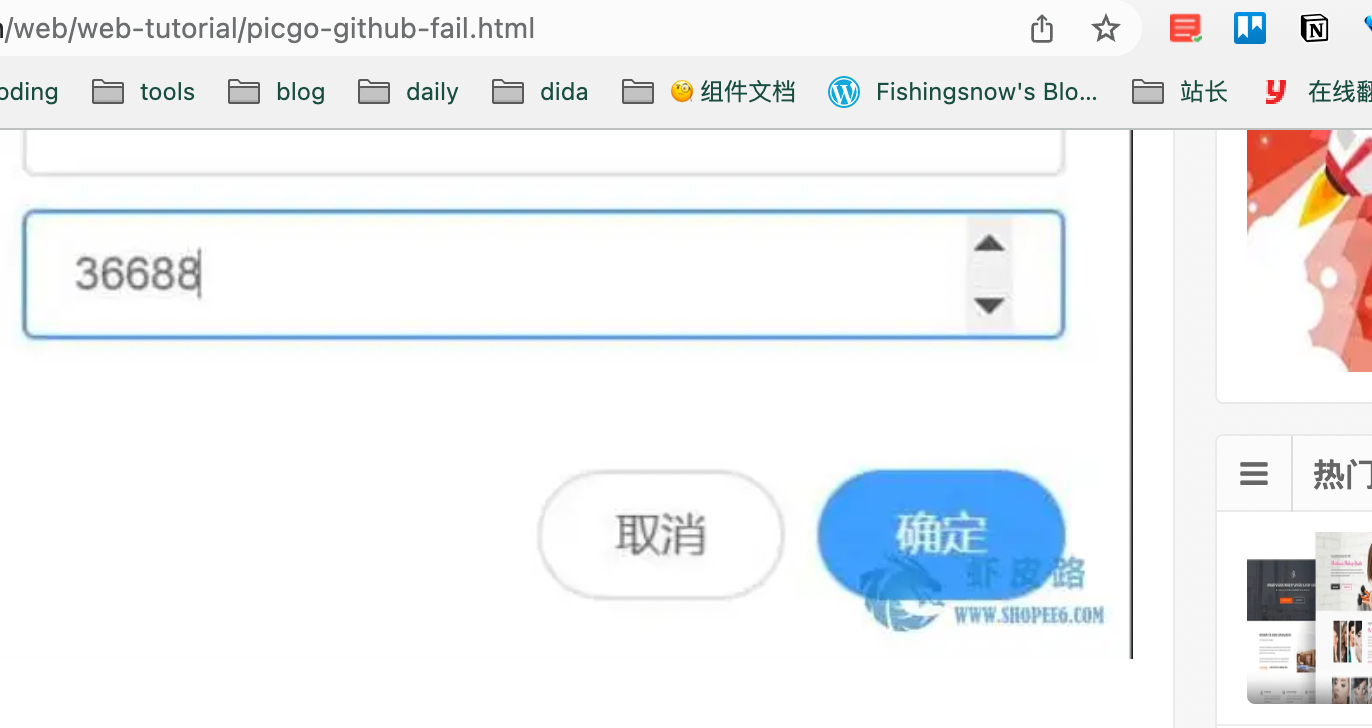 /web/web-tutorial/picgo-github-fail.html
oding tools blog daily dida 组件文档 Fishingsnow's Blo... 站长 在线翻
36688
取消 确定
虾皮路
WWW.SHOPEE6.COM
热门